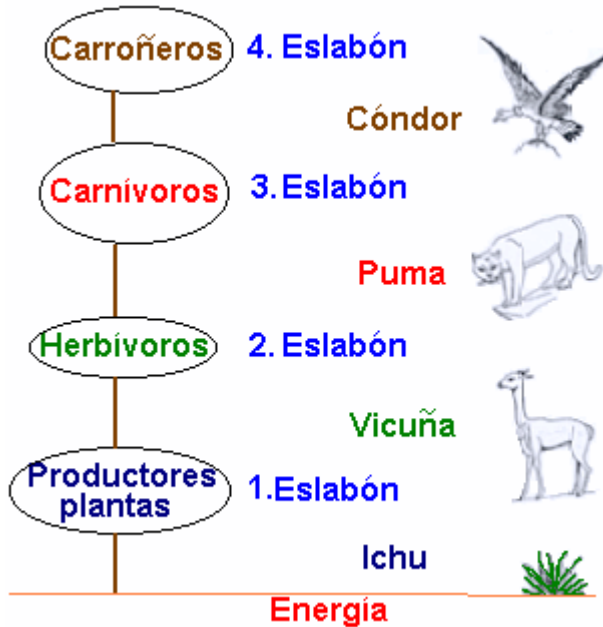 Carroñeros 4. Eslabón
Cóndor
Carnívoros 3. Eslabón
Puma
Herbívoros 2. Eslabón
Vicuña
Productores
plantas
1. Eslabón
Ichu
Energía